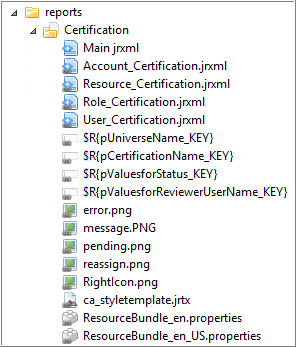 reports
Certification
Main jrxml
Account_Certification.jrxml
Resource_Certification.jrxml
Role_Certification.jrxml
User_Certification.jrxml
$R{pUniverseName_KEY}
$R{pCertificationName_KEY}
$R{pValuesforStatus_KEY}
$R{pValuesforReviewerUserName_KEY}
error.png
message.PNG
pending.png
reassign.png
RightIcon.png
ca_styletemplate.jrtx
ResourceBundle_en.properties
ResourceBundle_en_US.properties